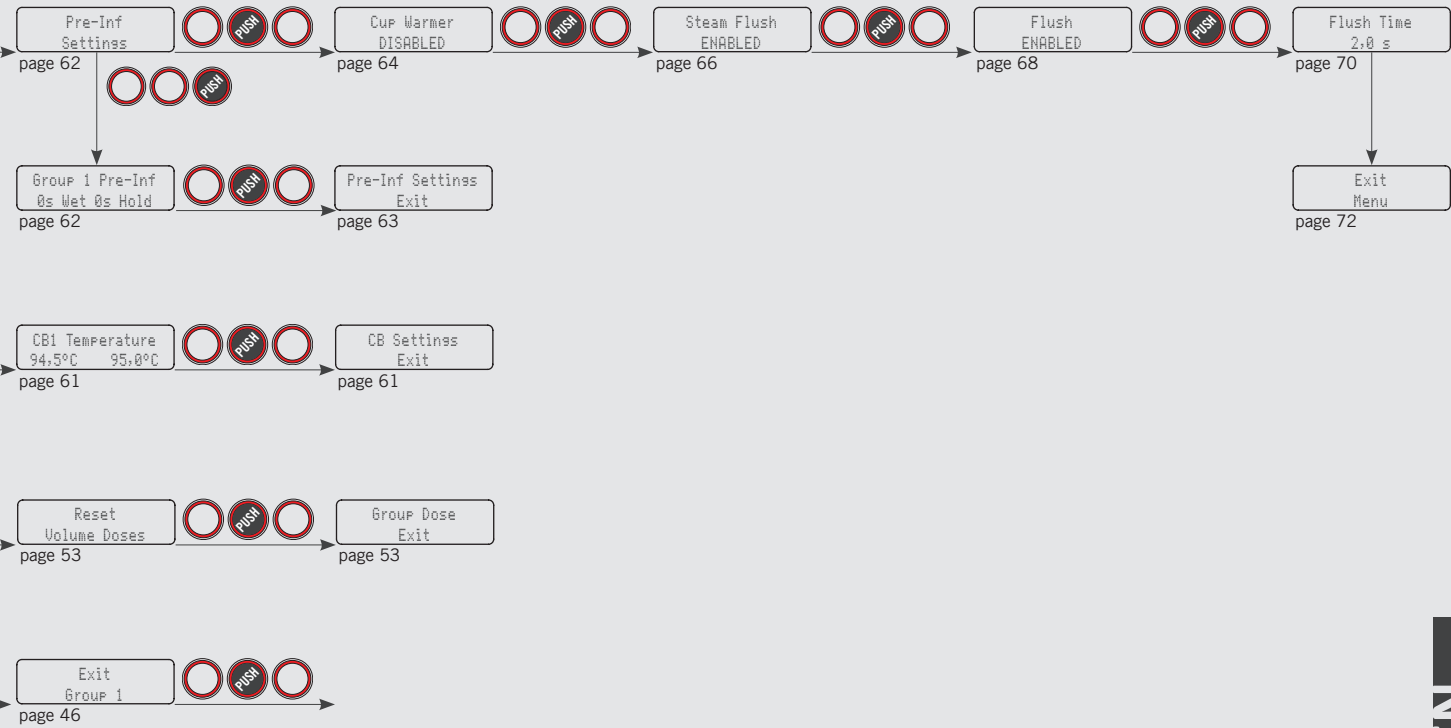 Pre-Inf
Settings
page 62
PUSH
Cup Warmer
DISABLED
page 64
PUSH
Steam Flush
ENABLED
page 66
PUSH
Flush
ENABLED
page 68
PUSH
Flush Time
2,0 s
page 70
PUSH
Group 1 Pre-Inf
0s Wet 0s Hold
page 62
PUSH
Pre-Inf Settings
Exit
page 63
Exit
Menu
page 72
CB1 Temperature
94,5°C 95,0°C
page 61
PUSH
CB Settings
Exit
page 61
Reset
Volume Doses
page 53
PUSH
Group Dose
Exit
page 53
Exit
Group 1
page 46
PUSH